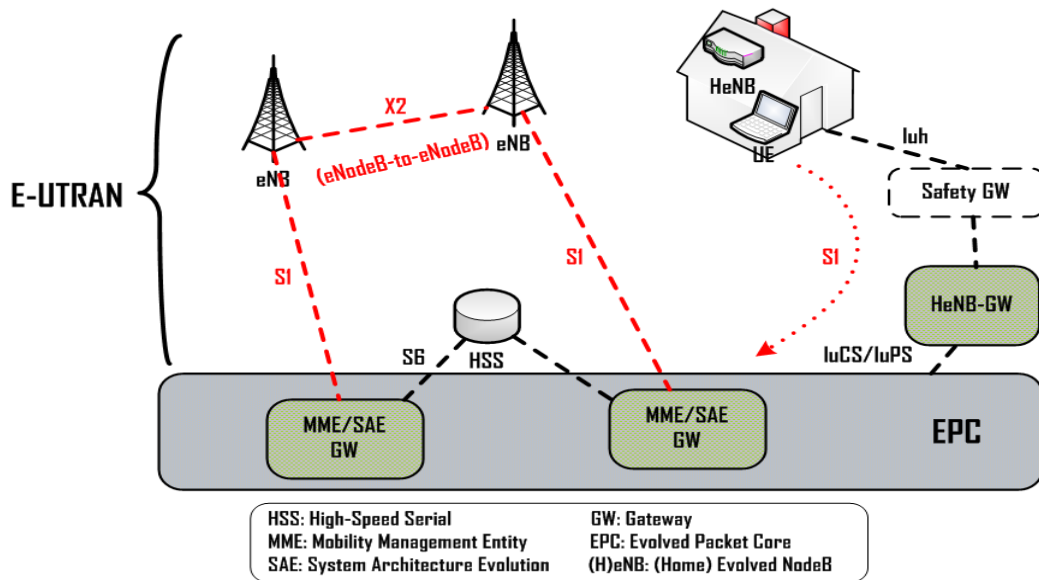 HeNB
X2
eNB
UE
Iuh
(eNodeB-to-eNodeB)
eNB
Safety GW
E-UTRAN
S1
S1
S1
HeNB-GW
S6
HSS
IuCS/IuPS
MME/SAE
GW
MME/SAE
GW
EPC
HSS: High-Speed Serial
GW: Gateway
MME: Mobility Management Entity
EPC: Evolved Packet Core
SAE: System Architecture Evolution
(H)eNB: (Home) Evolved NodeB